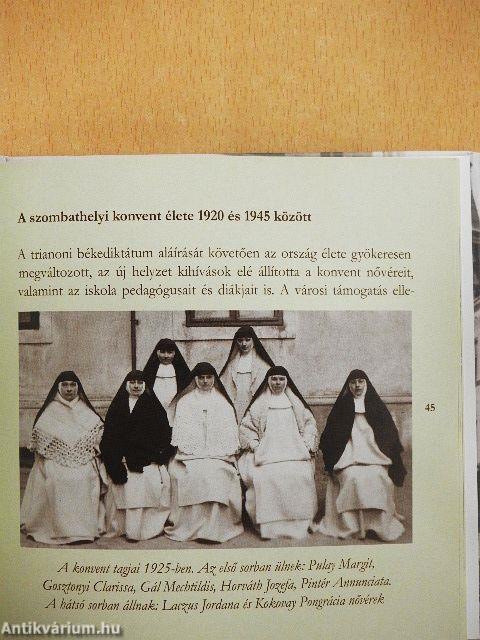 A szombathelyi konvent élete 1920 és 1945 között
A trianoni békediktátum aláírását követően az ország élete gyökeresen
megváltozott, az új helyzet kihívások elé állította a konvent nővéreit,
valamint az iskola pedagógusait és diákjait is. A városi támogatás elle-
45
A konvent tagjai 1925-ben. Az első sorban ülnek: Pulay Margit,
Gosztonyi Clarissa, Gál Mechtildis, Horváth Jozefa, Pintér Annunciata.
A hátsó sorban állnak: Laczus Jordana és Kokovay Pongrácia nővérek
Antikvárium.hu